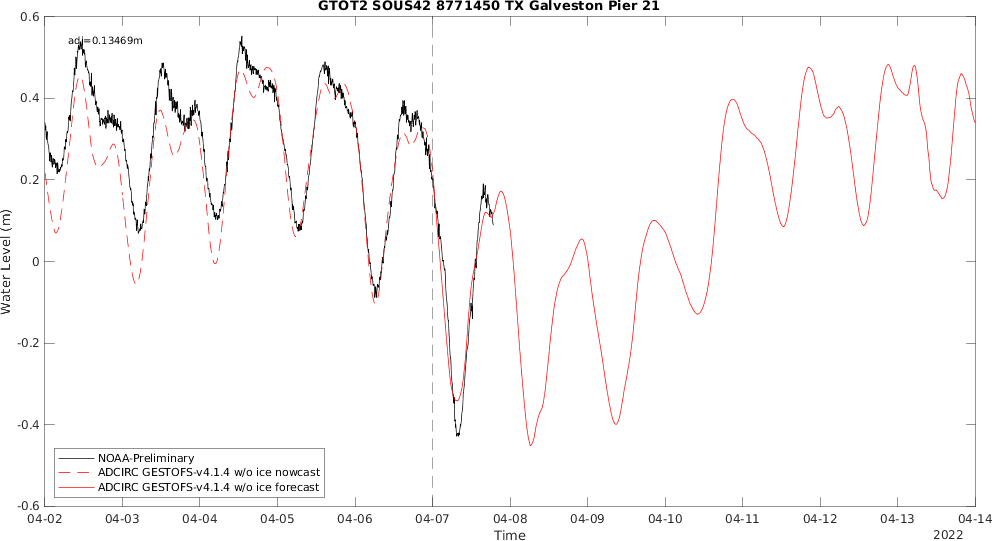 GTOT2 SOUS42 8771450 TX Galveston Pier 21
adj=0.13469m
0.6
0.4
0.2
0
-0.2
-0.4
-0.6
Water Level (m)
NOAA-Preliminary
ADCIRC GESTOFS-v4.1.4 w/o ice nowcast
ADCIRC GESTOFS-v4.1.4 w/o ice forecast
04-02 04-03 04-04 04-05 04-06 04-07 04-08 04-09 04-10 04-11 04-12 04-13 04-14
Time
2022